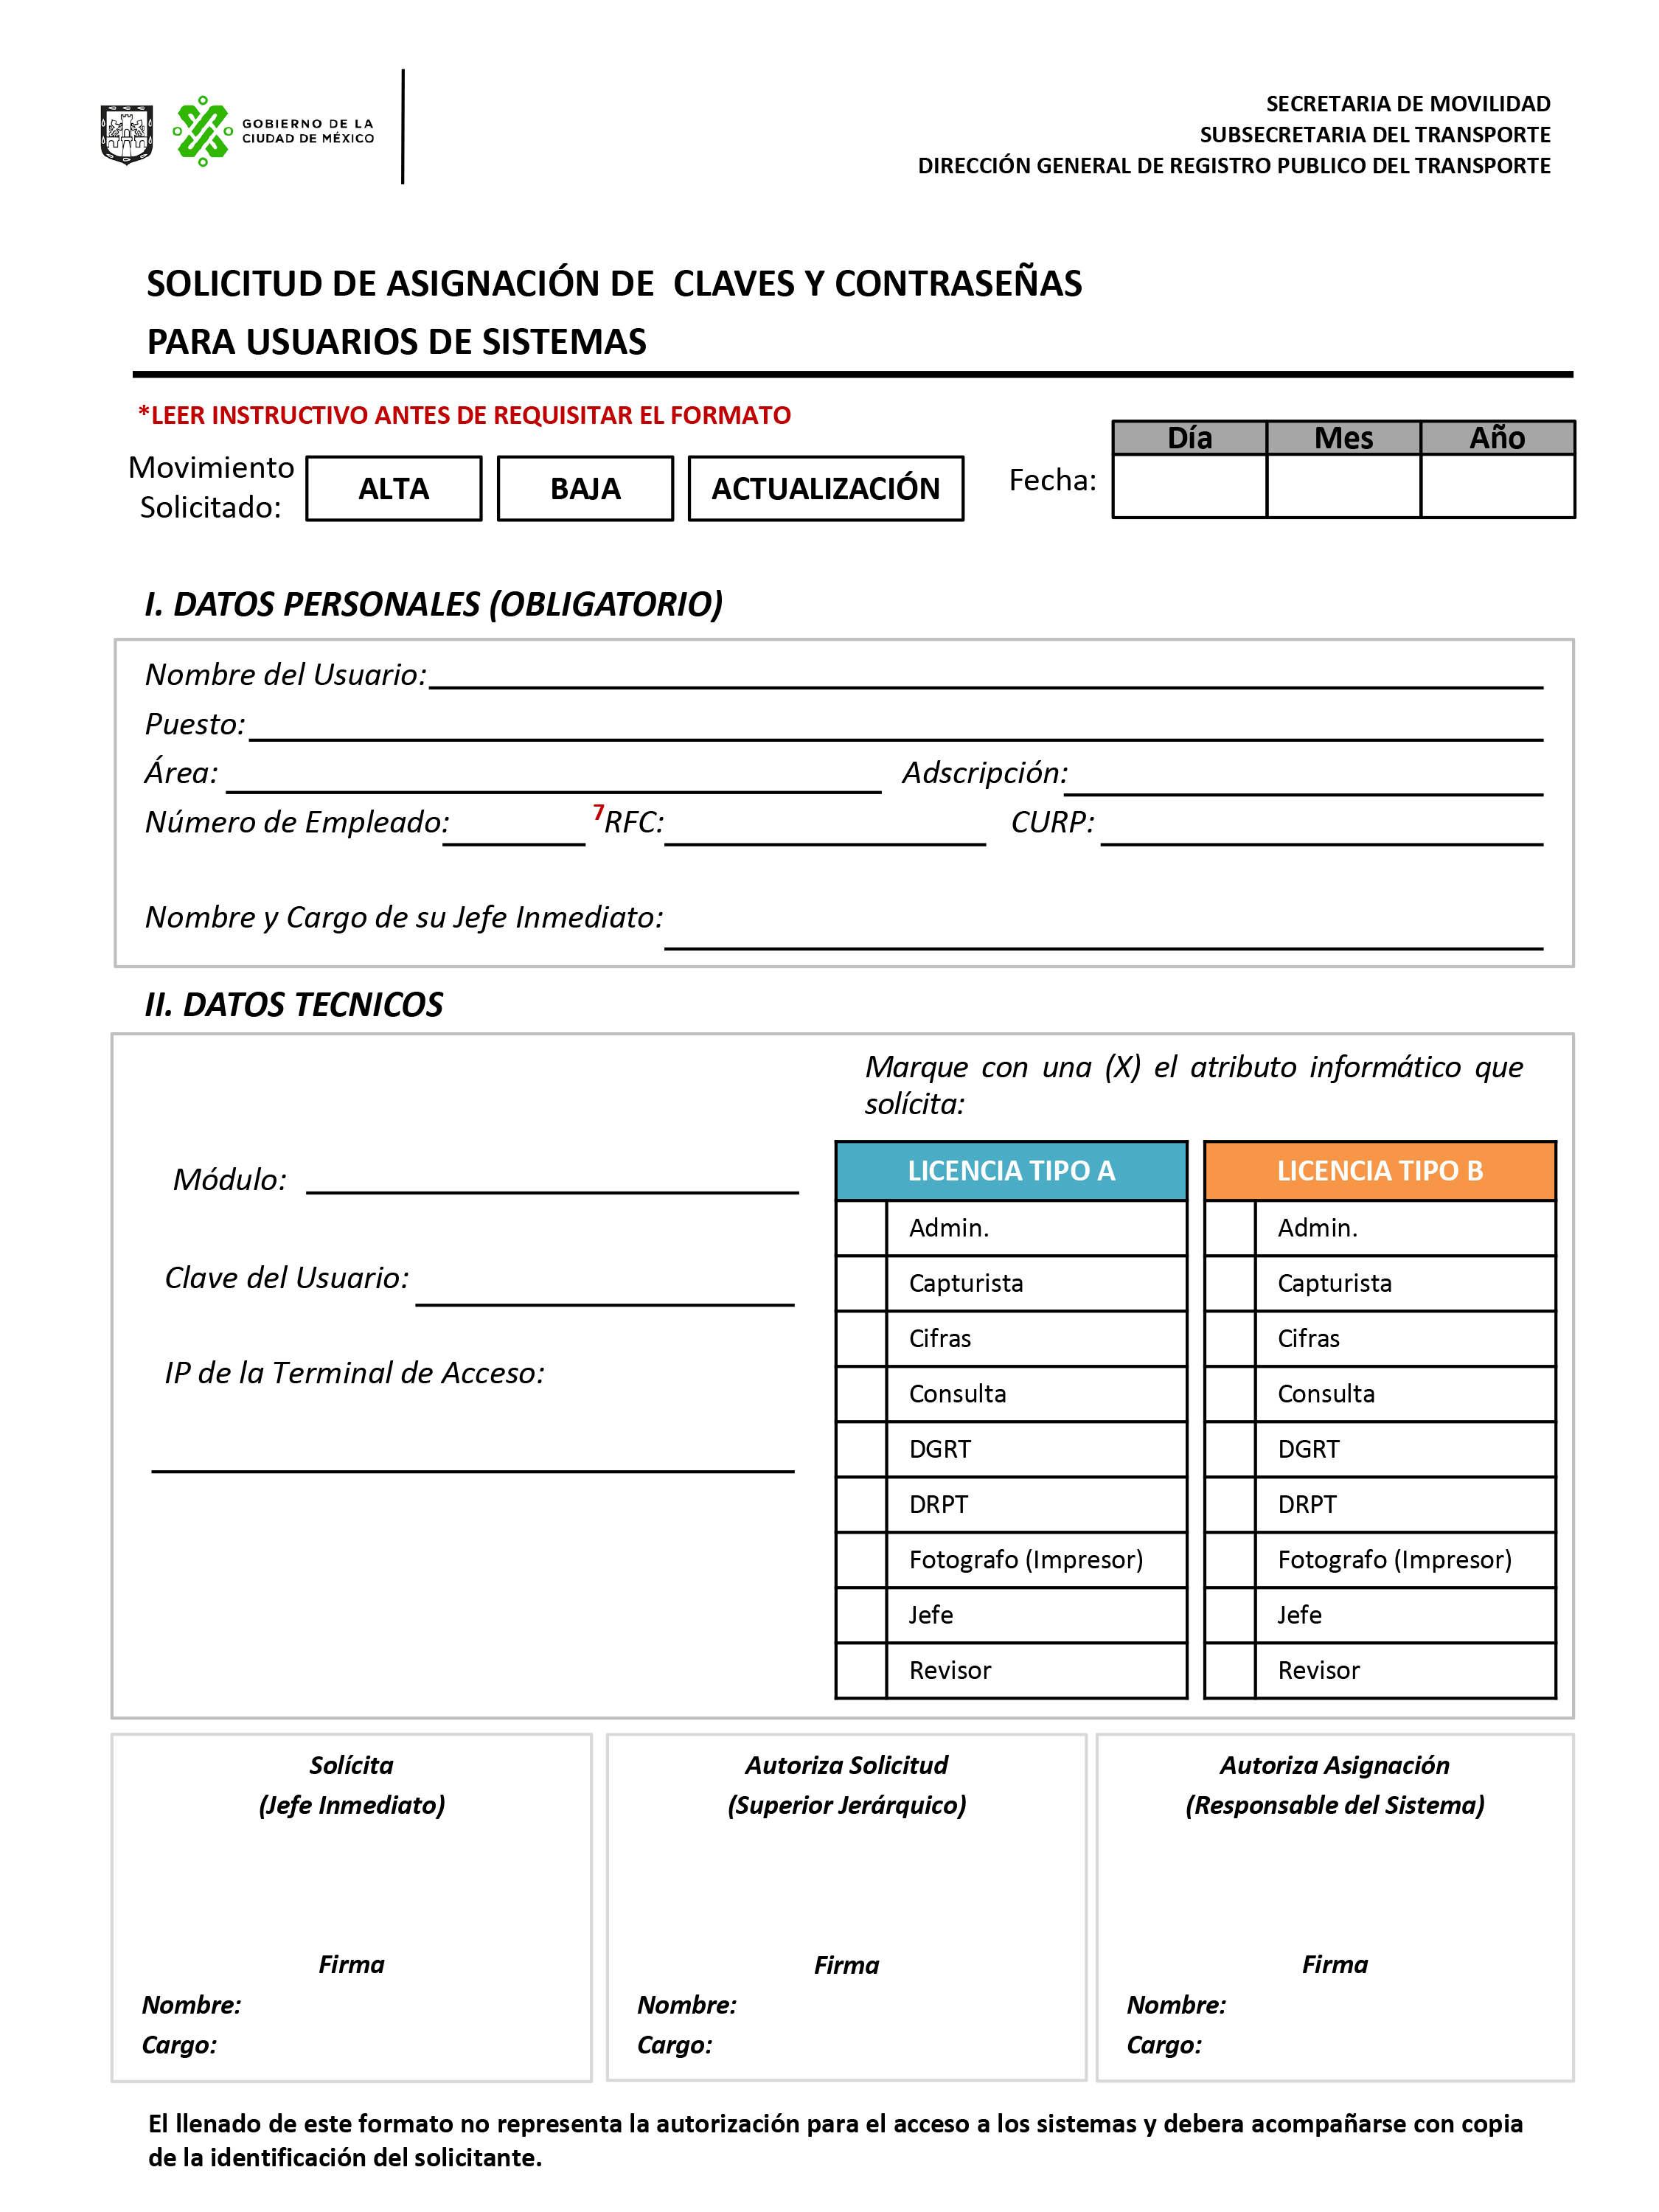 GOBIERNO DE LA
CIUDAD DE MÉXICO
SECRETARIA DE MOVILIDAD
SUBSECRETARIA DEL TRANSPORTE
DIRECCIÓN GENERAL DE REGISTRO PUBLICO DEL TRANSPORTE
SOLICITUD DE ASIGNACIÓN DE CLAVES Y CONTRASEÑAS
PARA USUARIOS DE SISTEMAS
*LEER INSTRUCTIVO ANTES DE REQUISITAR EL FORMATO
Movimiento
Solicitado:
ALTA BAJA ACTUALIZACIÓN
Fecha:
Día Mes Año
I. DATOS PERSONALES (OBLIGATORIO)
Nombre del Usuario:
Puesto:
Área: Adscripción:
Número de Empleado: 7RFC: CURP:
Nombre y Cargo de su Jefe Inmediato:
II. DATOS TECNICOS
Marque con una (X) el atributo informático que
solícita:
Módulo:
Clave del Usuario:
IP de la Terminal de Acceso:
LICENCIA TIPO A
Admin.
Capturista
Cifras
Consulta
DGRT
DRPT
Fotografo (Impresor)
Jefe
Revisor
LICENCIA TIPO B
Admin.
Capturista
Cifras
Consulta
DGRT
DRPT
Fotografo (Impresor)
Jefe
Revisor
Solícita
(Jefe Inmediato)
Firma
Nombre:
Cargo:
Autoriza Solicitud
(Superior Jerárquico)
Firma
Nombre:
Cargo:
Autoriza Asignación
(Responsable del Sistema)
Firma
Nombre:
Cargo:
El llenado de este formato no representa la autorización para el acceso a los sistemas y debera acompañarse con copia
de la identificación del solicitante.